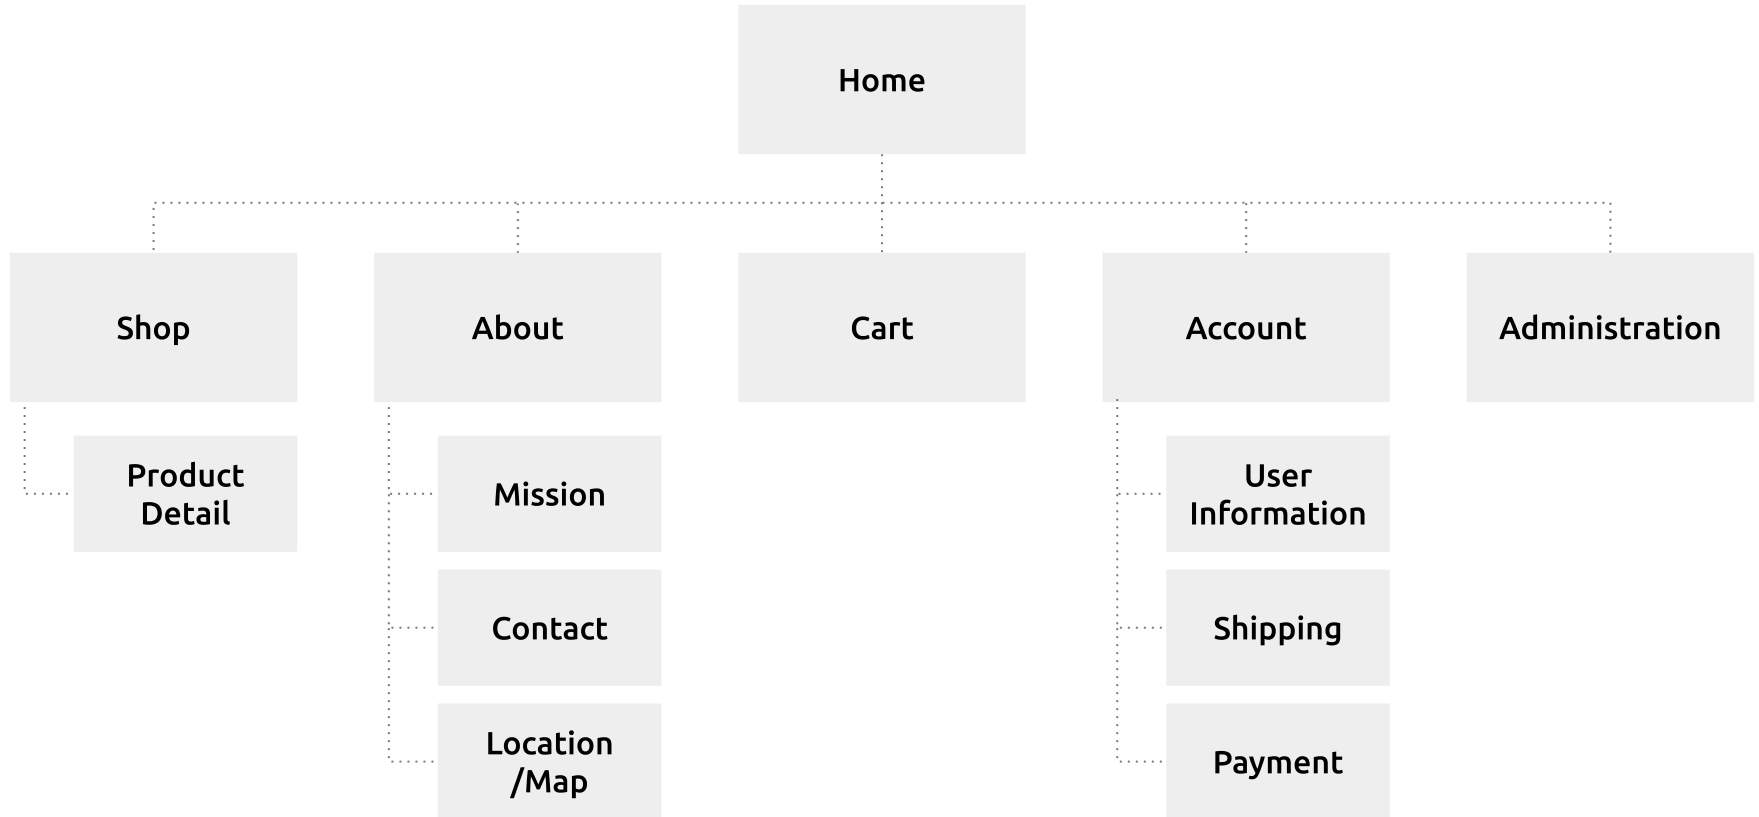 Home
Shop
About
Cart
Account
Administration
Product
Detail
Mission
Contact
Location
/Map
User
Information
Shipping
Payment